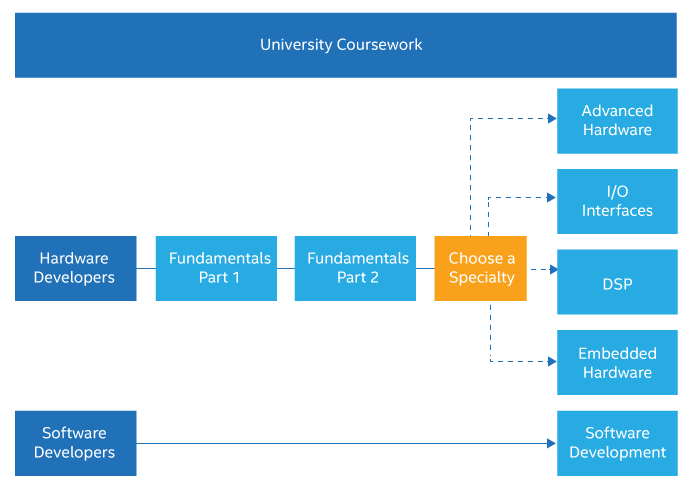 University Coursework
Advanced
Hardware
I/O
Interfaces
Hardware
Developers
Fundamentals
Part 1
Fundamentals
Part 2
Choose a
Specialty
DSP
Embedded
Hardware
Software
Developers
Software
Development